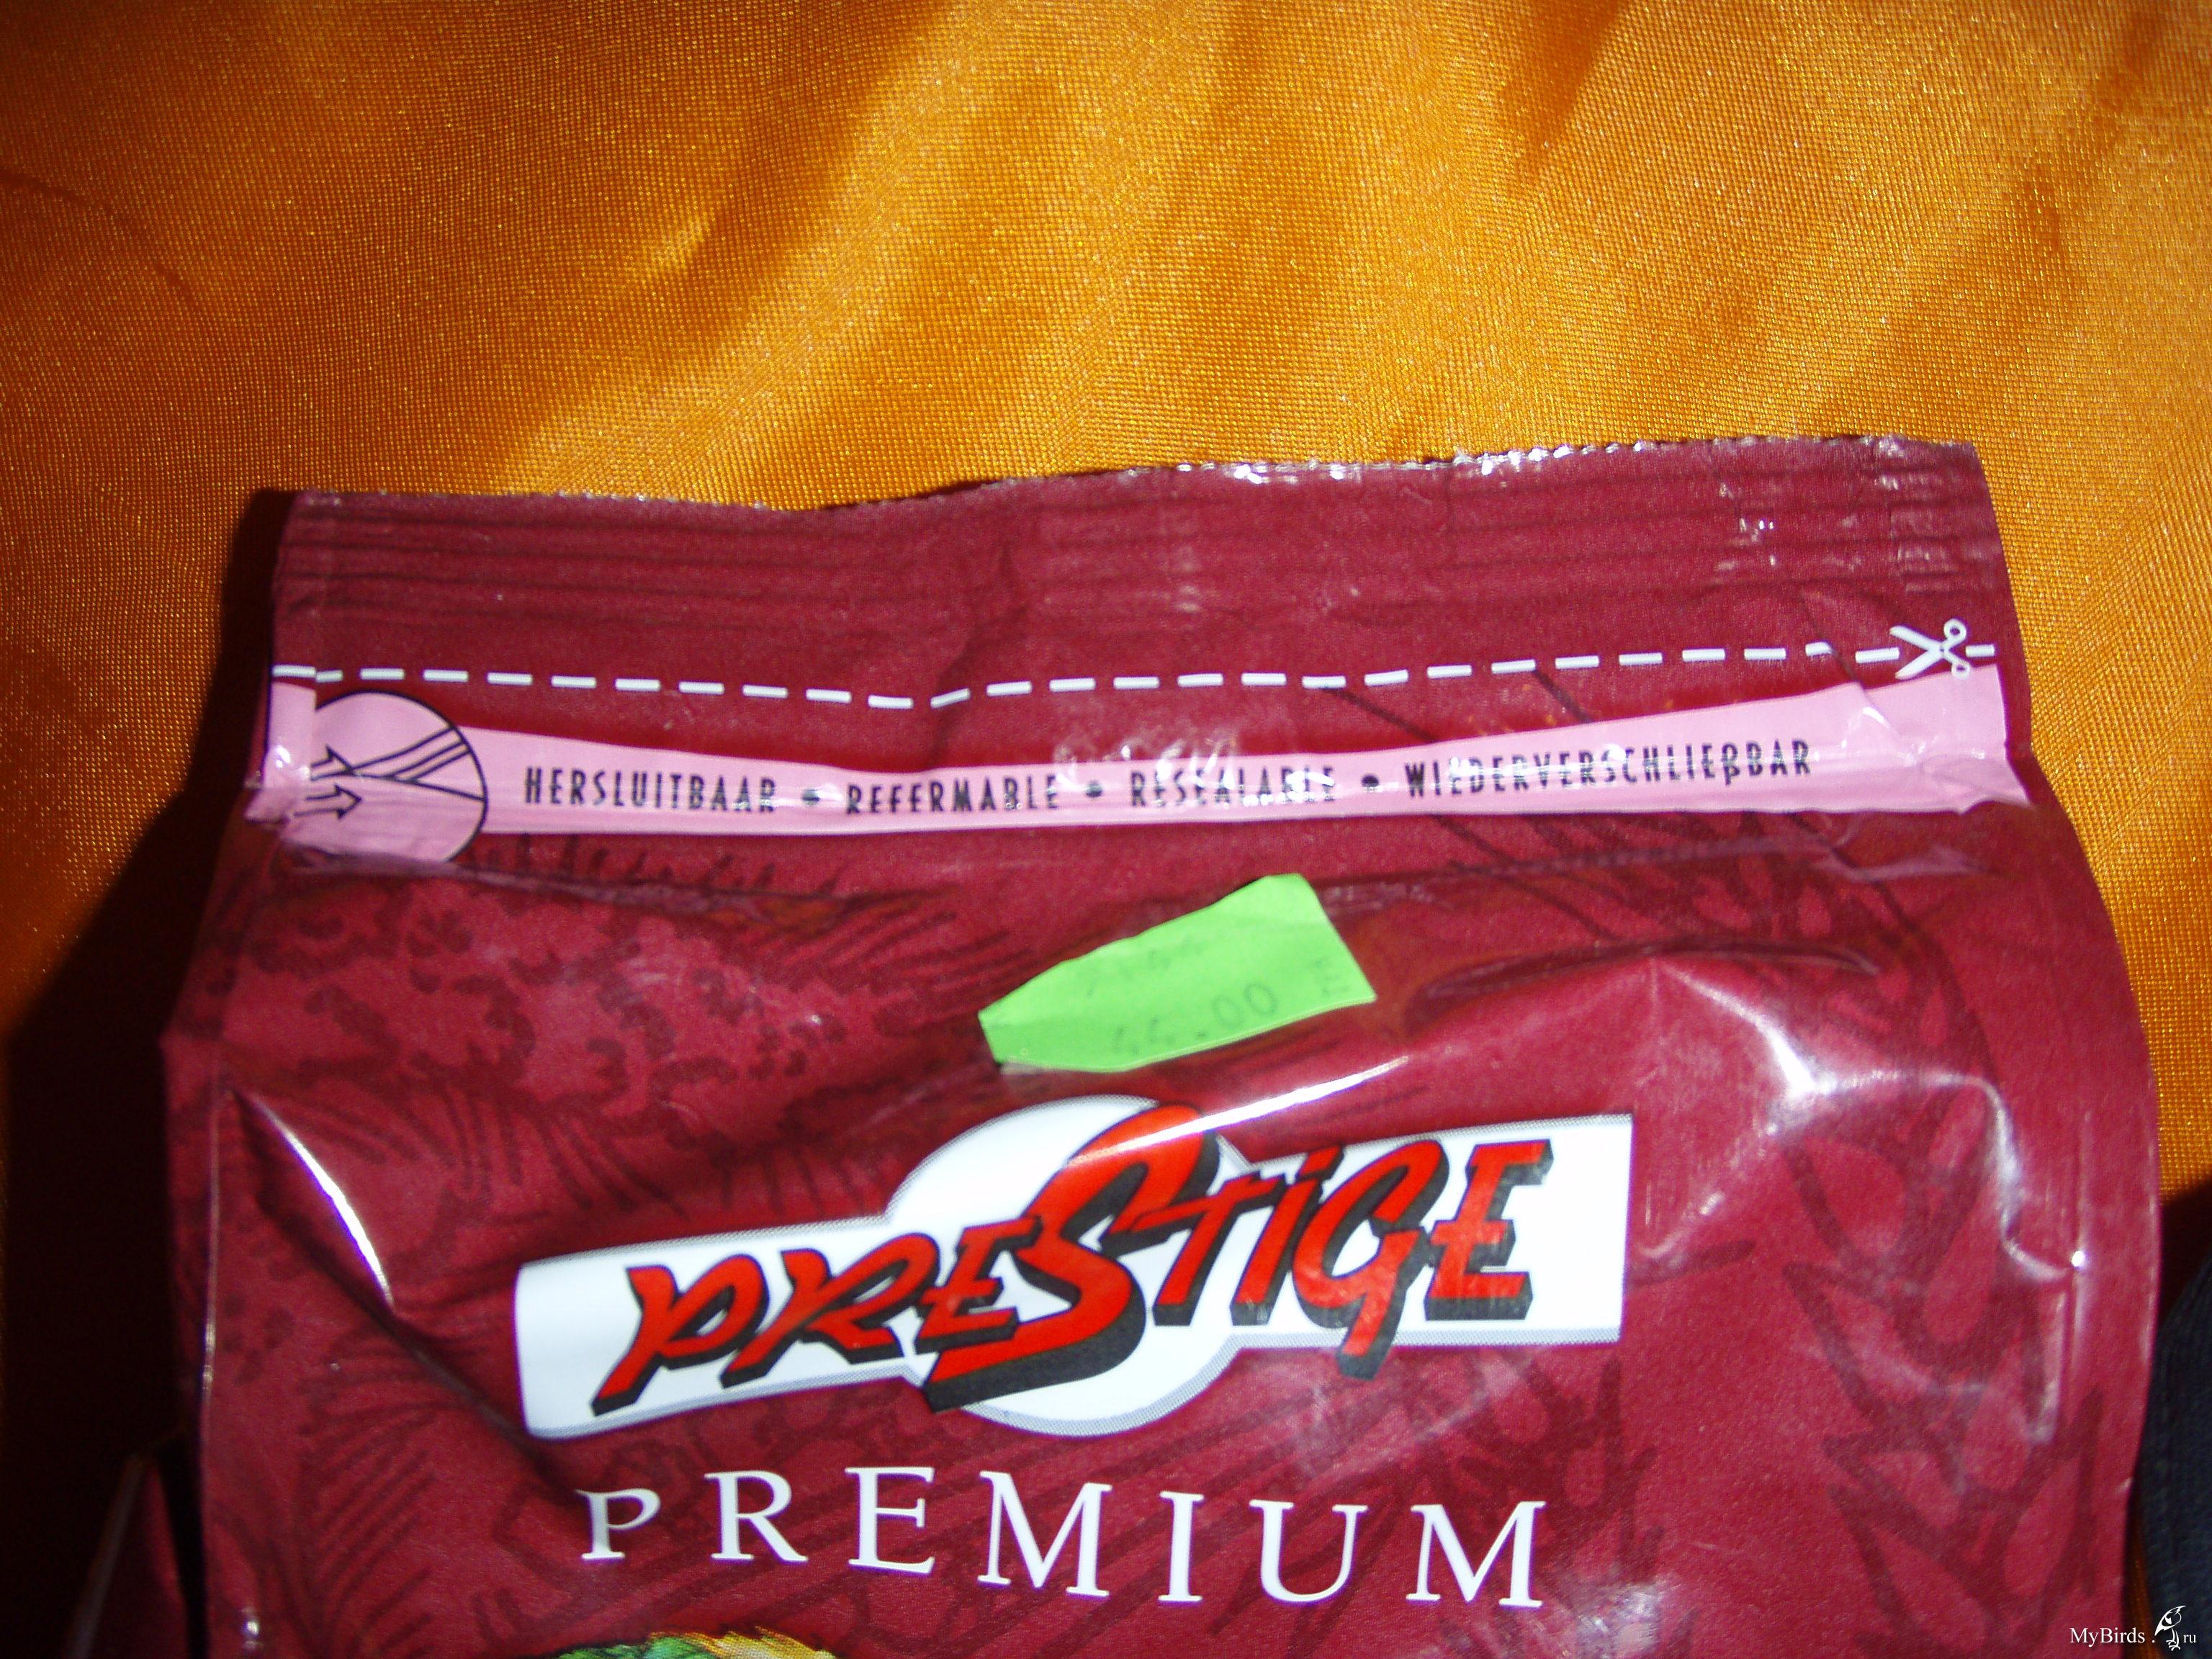 HERSLUITBAAR • REFERMABLE • RESEALABLE • WIEDERVERSCHLIEßBAR
PRESTIGE
PREMIUM
MyBirds.ru